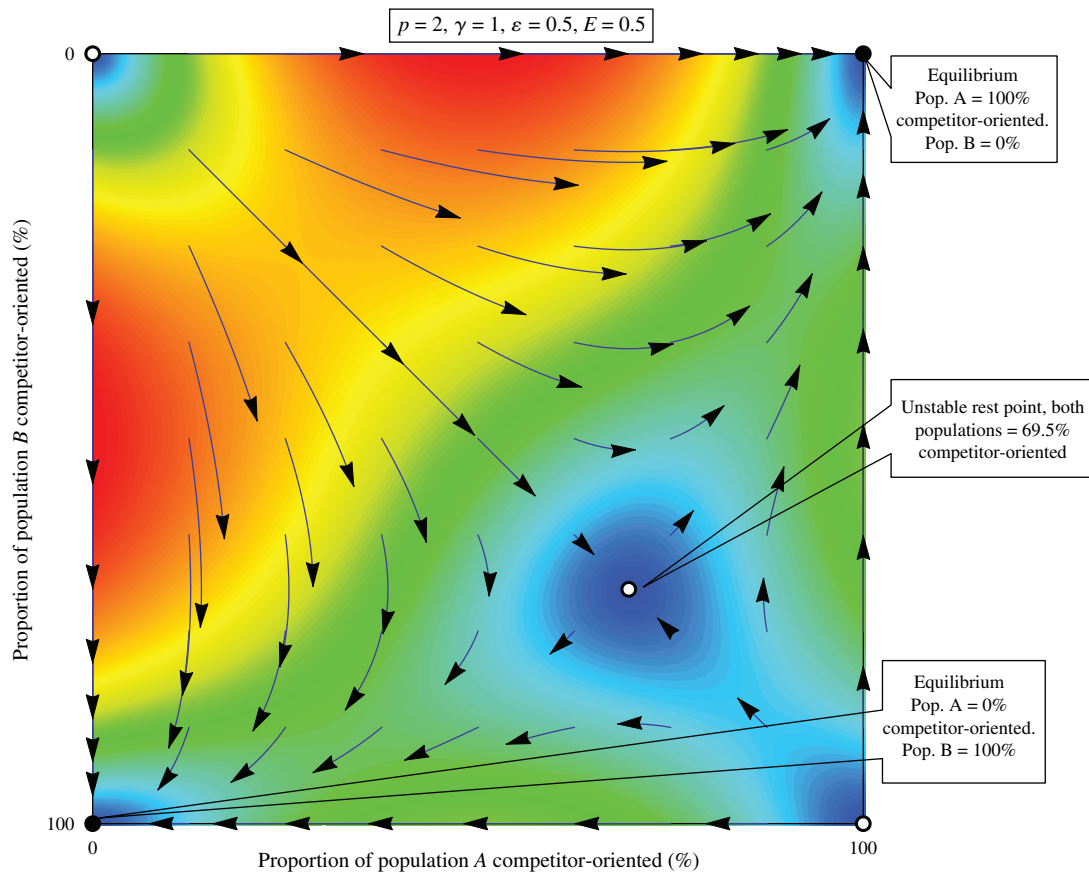 p = 2, γ = 1, ε = 0.5, E = 0.5
0
Equilibrium
Pop. A = 100%
competitor-oriented.
Pop. B = 0%
Proportion of population B competitor-oriented (%)
Unstable rest point, both
populations = 69.5%
competitor-oriented
Equilibrium
Pop. A = 0%
competitor-oriented.
Pop. B = 100%
100
0
100
Proportion of population A competitor-oriented (%)